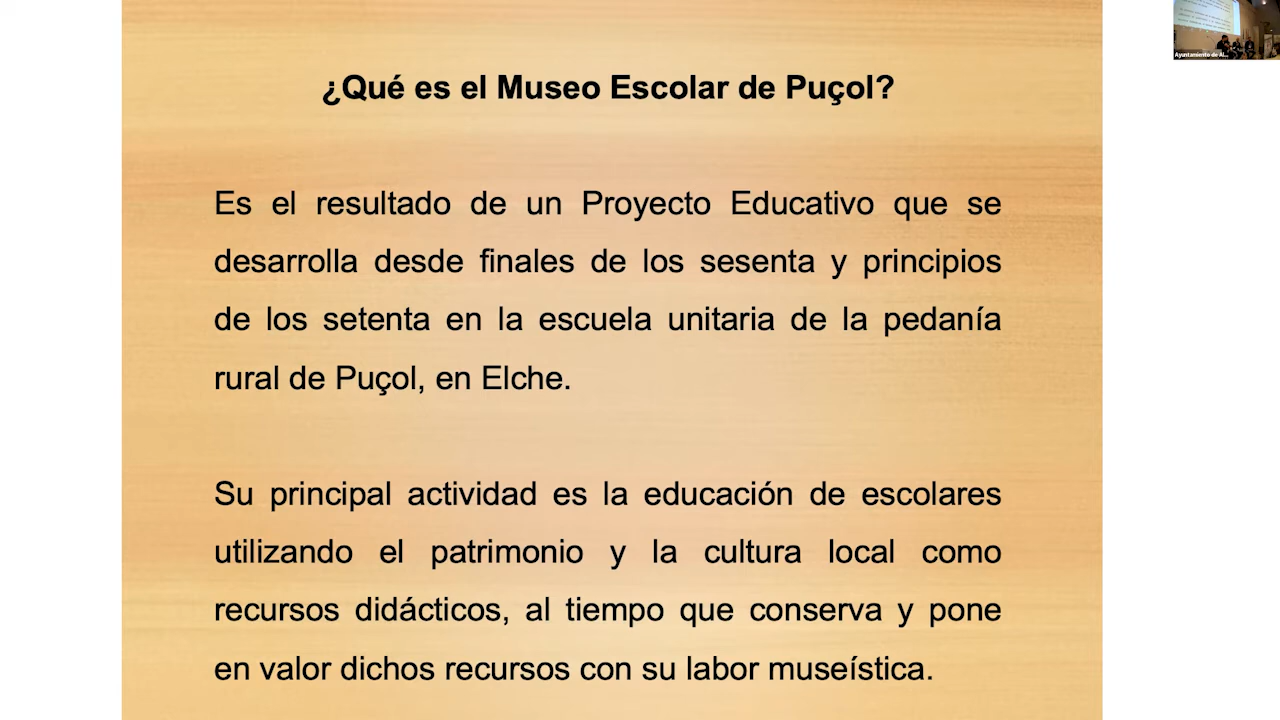 ¿Qué es el Museo Escolar de Puçol?
Es el resultado de un Proyecto Educativo que se
desarrolla desde finales de los sesenta y principios
de los setenta en la escuela unitaria de la pedanía
rural de Puçol, en Elche.
Su principal actividad es la educación de escolares
utilizando el patrimonio y la cultura local como
recursos didácticos, al tiempo que conserva y pone
en valor dichos recursos con su labor museística.
Ayuntamiento de Al...